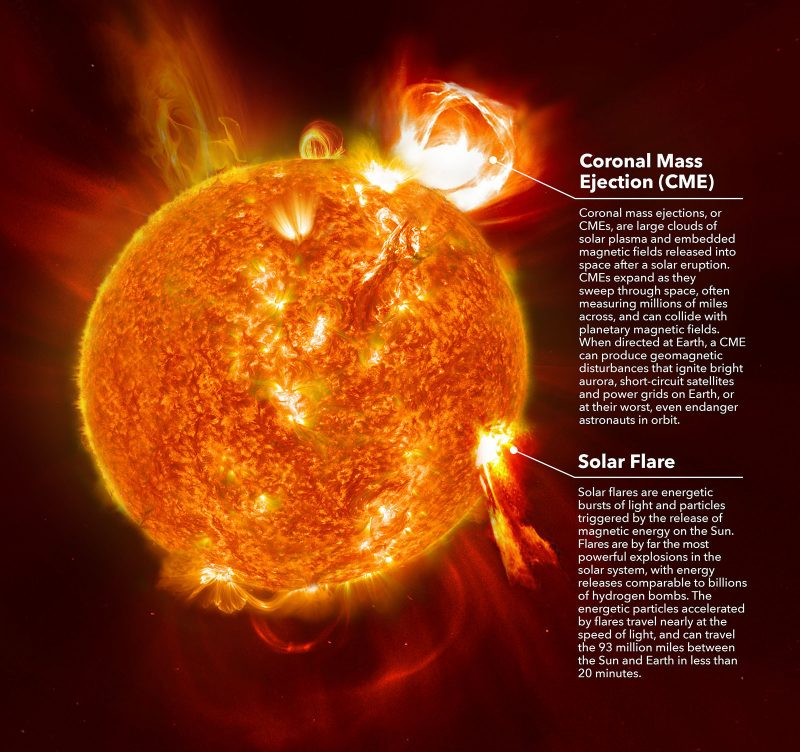 Coronal Mass
Ejection (CME)
Coronal mass ejections, or
CMEs, are large clouds of
solar plasma and embedded
magnetic fields released into
space after a solar eruption.
CMEs expand as they
sweep through space, often
measuring millions of miles
across, and can collide with
planetary magnetic fields.
When directed at Earth, a CME
can produce geomagnetic
disturbances that ignite bright
aurora, short-circuit satellites
and power grids on Earth, or
at their worst, even endanger
astronauts in orbit.
Solar Flare
Solar flares are energetic
bursts of light and particles
triggered by the release of
magnetic energy on the Sun.
Flares are by far the most
powerful explosions in the
solar system, with energy
releases comparable to billions
of hydrogen bombs. The
energetic particles accelerated
by flares travel nearly at the
speed of light, and can travel
the 93 million miles between
the Sun and Earth in less than
20 minutes.